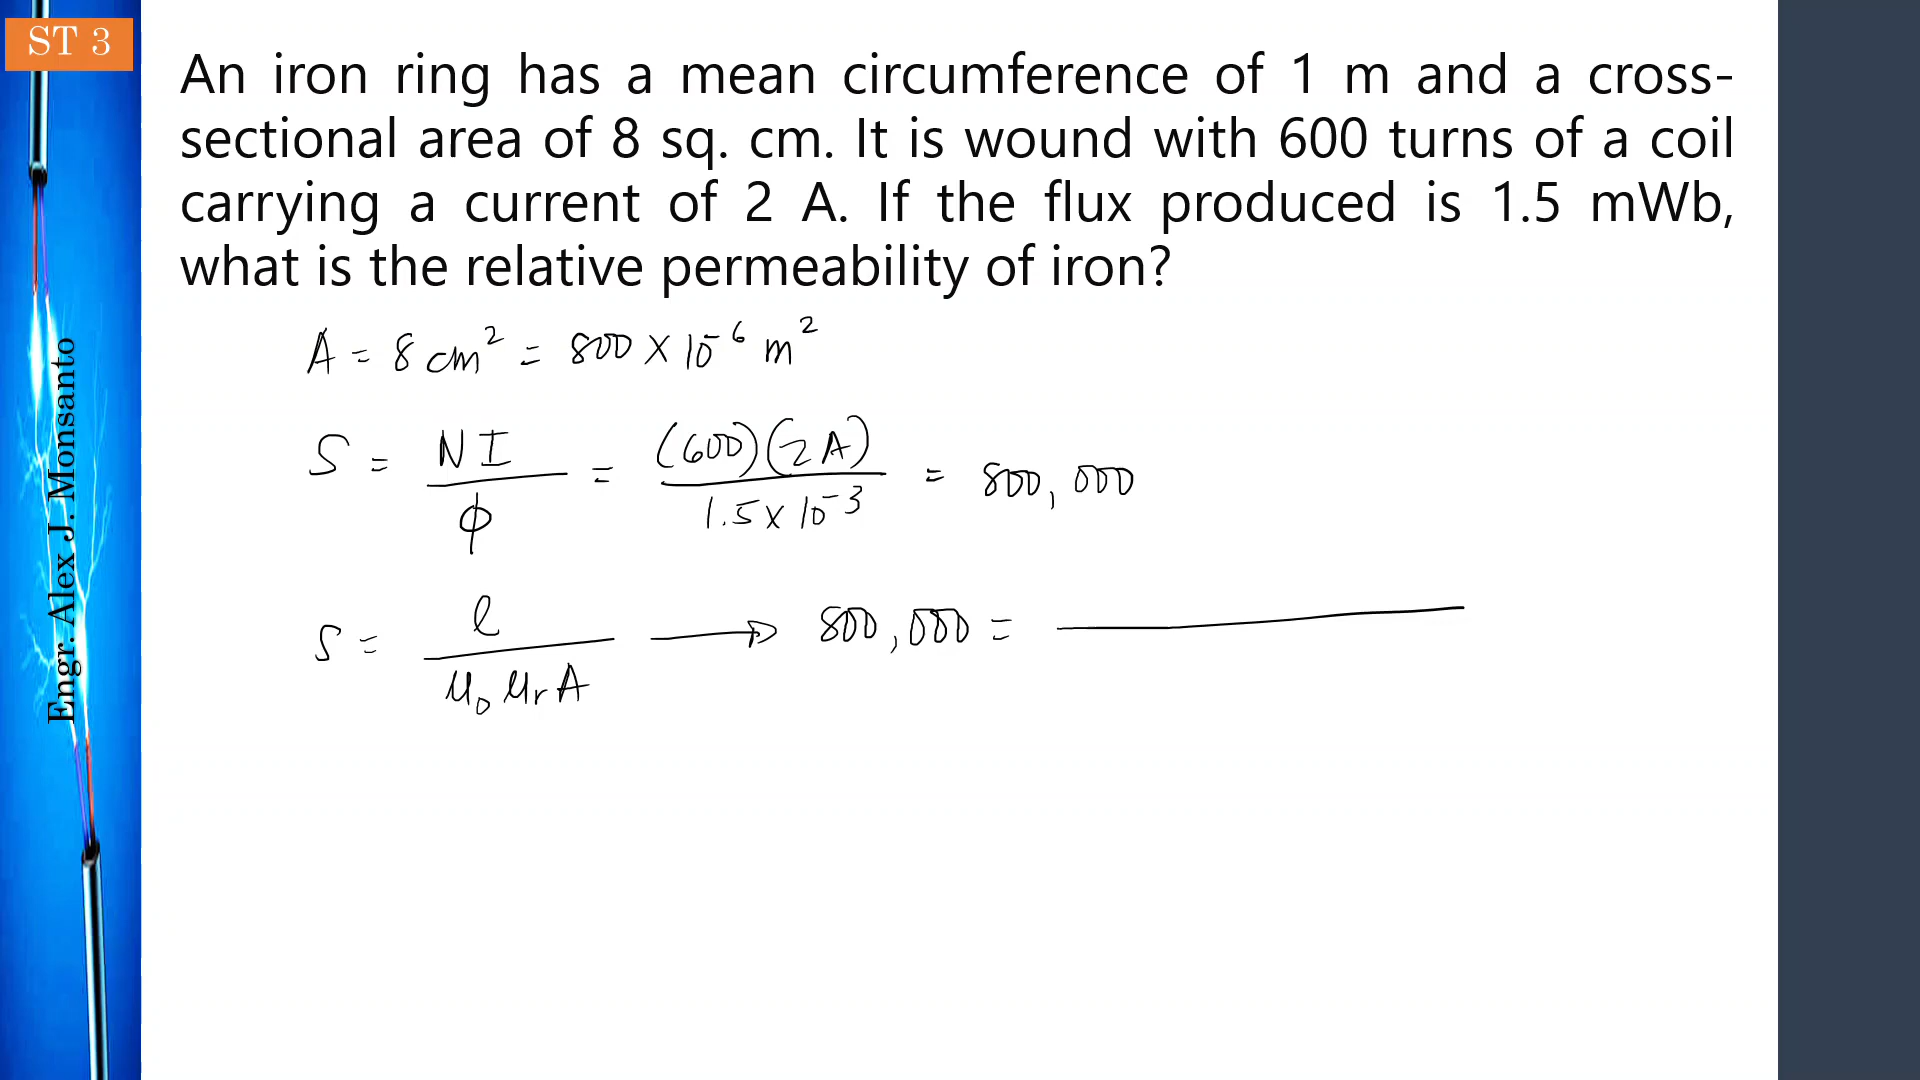 ST 3
An iron ring has a mean circumference of 1 m and a cross-
sectional area of 8 sq. cm. It is wound with 600 turns of a coil
carrying a current of 2 A. If the flux produced is 1.5 mWb,
what is the relative permeability of iron?
A = 8 cm² = 800 × 10⁻⁶ m²
S = NI / ϕ = (600)(2A) / 1.5 × 10⁻³ = 800,000
S = ℓ / μ₀ μr A → 800,000 =
Engr. Alex J. Monsanto